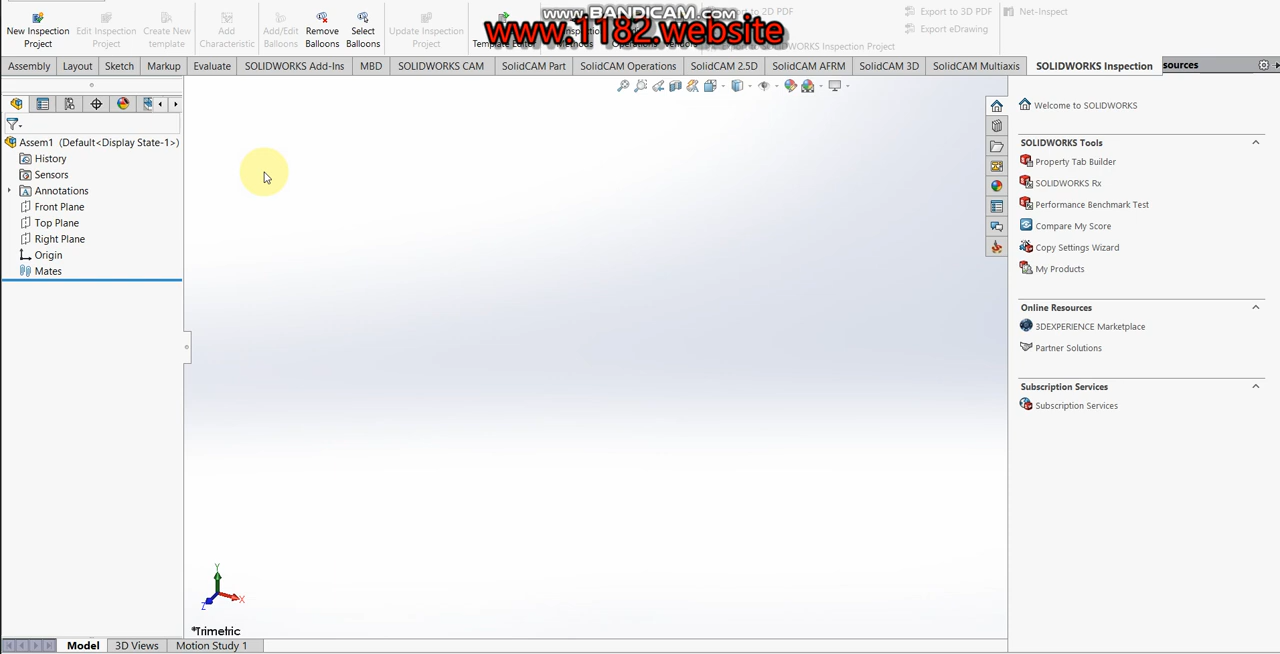 www.BANDICAM.com
www.1182.website
New Inspection Project
Edit Inspection Project
Create New template
Add Characteristic
Add/Edit Balloons
Remove Balloons
Select Balloons
Update Inspection Project
Template Editor
Export to 3D PDF
Export eDrawing
Net-Inspect
Assembly Layout Sketch Markup Evaluate SOLIDWORKS Add-Ins MBD SOLIDWORKS CAM SolidCAM Part SolidCAM Operations SolidCAM 2.5D SolidCAM AFRM SolidCAM 3D SolidCAM Multiaxis SOLIDWORKS Inspection sources
Assem1 (Default<Display State-1>)
History
Sensors
Annotations
Front Plane
Top Plane
Right Plane
Origin
Mates
Y
X
Z
*Trimetric
Model 3D Views Motion Study 1
Welcome to SOLIDWORKS
SOLIDWORKS Tools
Property Tab Builder
SOLIDWORKS Rx
Performance Benchmark Test
Compare My Score
Copy Settings Wizard
My Products
Online Resources
3DEXPERIENCE Marketplace
Partner Solutions
Subscription Services
Subscription Services